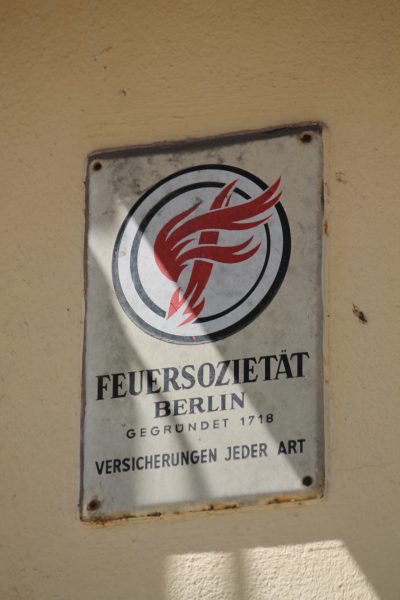 FEUERSOZIETÄT
BERLIN
GEGRÜNDET 1718
VERSICHERUNGEN JEDER ART